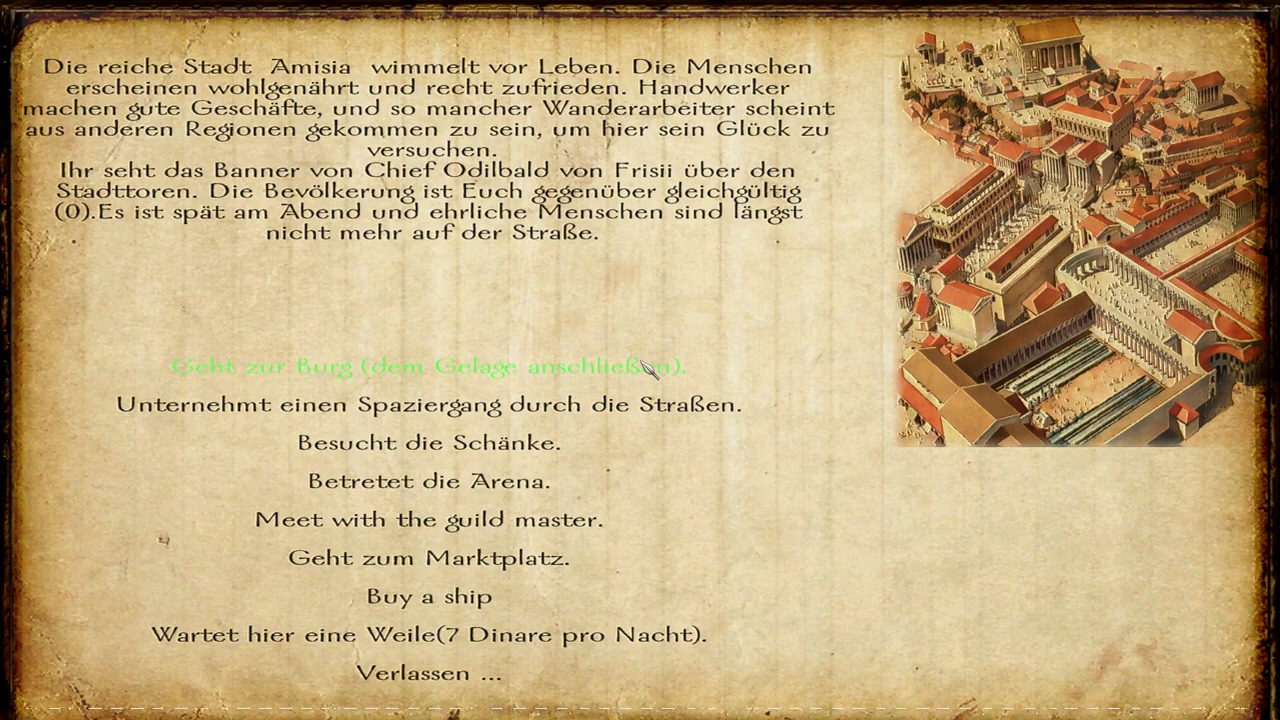 Die reiche Stadt Amisia wimmelt vor Leben. Die Menschen
erscheinen wohlgenährt und recht zufrieden. Handwerker
machen gute Geschäfte, und so mancher Wanderarbeiter scheint
aus anderen Regionen gekommen zu sein, um hier sein Glück zu
versuchen.
Ihr seht das Banner von Chief Odilbald von Frisii über den
Stadttoren. Die Bevölkerung ist Euch gegenüber gleichgültig
(0).Es ist spät am Abend und ehrliche Menschen sind längst
nicht mehr auf der Straße.
Geht zur Burg (dem Gelage anschließen).
Unternehmt einen Spaziergang durch die Straßen.
Besucht die Schänke.
Betretet die Arena.
Meet with the guild master.
Geht zum Marktplatz.
Buy a ship
Wartet hier eine Weile(7 Dinare pro Nacht).
Verlassen ...